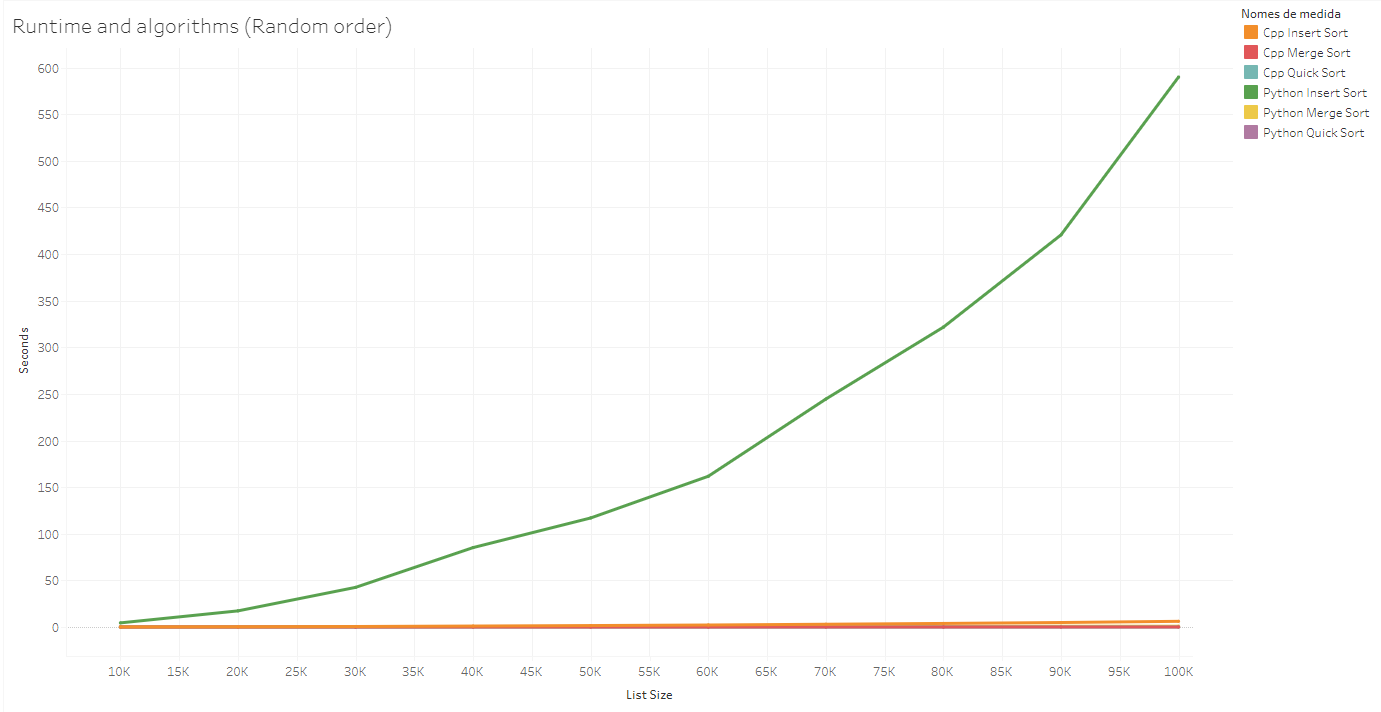 Runtime and algorithms (Random order)
Nomes de medida
Cpp Insert Sort
Cpp Merge Sort
Cpp Quick Sort
Python Insert Sort
Python Merge Sort
Python Quick Sort
600
550
500
450
400
350
300
250
200
150
100
50
0
Seconds
10K 15K 20K 25K 30K 35K 40K 45K 50K 55K 60K 65K 70K 75K 80K 85K 90K 95K 100K
List Size